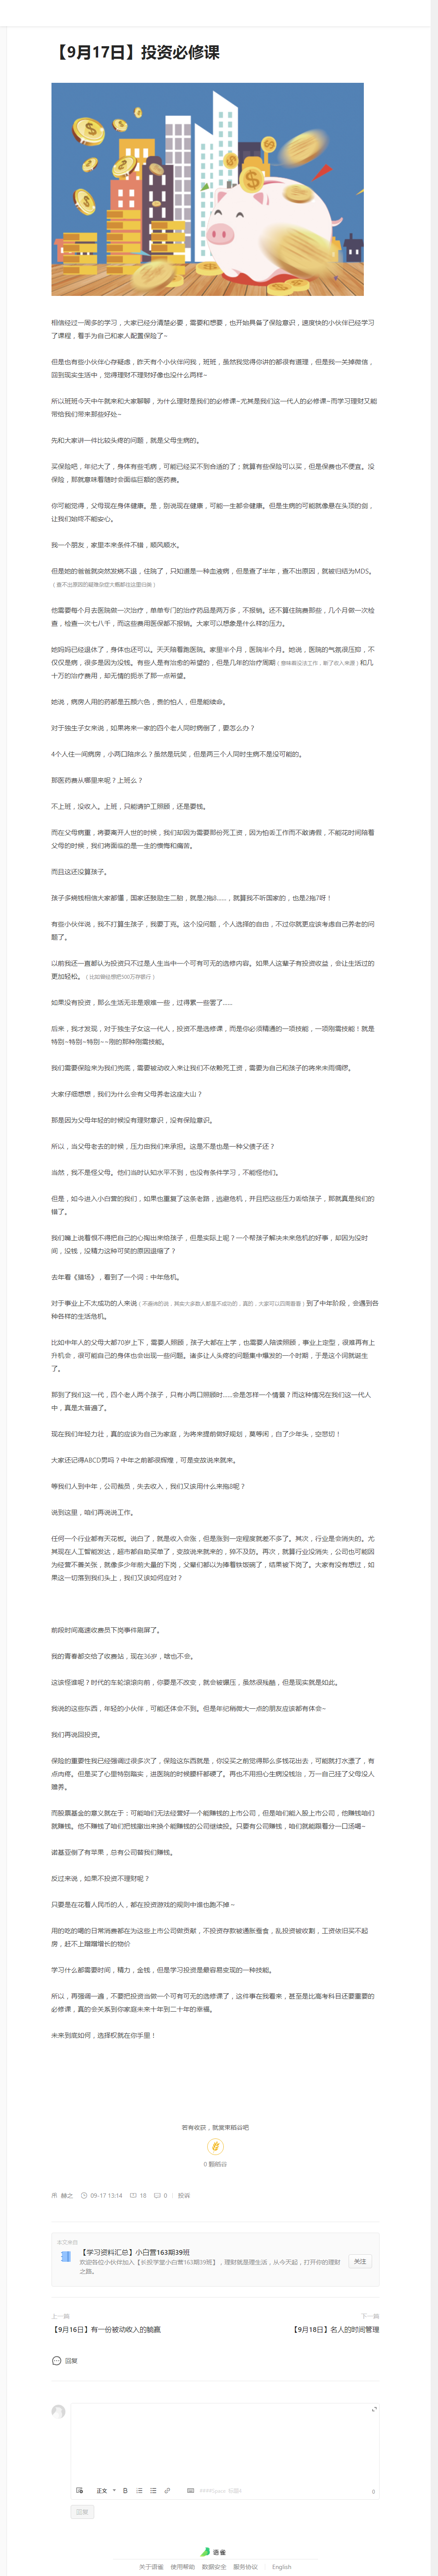 【9月17日】投资必修课
相信经过一周多的学习，大家已经分清楚必要，需要和想要，也开始具备了保险意识，速度快的小伙伴已经学习
了课程，着手为自己和家人配置保险了~
但是也有些小伙伴心存疑虑，昨天有个小伙伴问我，班班，虽然我觉得你讲的都很有道理，但是我一关掉微信，
回到现实生活中，觉得理财不理财好像也没什么两样~
所以班班今天中午就来和大家聊聊，为什么理财是我们的必修课~尤其是我们这一代人的必修课~而学习理财又能
带给我们带来那些好处~
先和大家讲一件比较头疼的问题，就是父母生病的。
买保险吧，年纪大了，身体有些毛病，可能已经买不到合适的了；就算有些保险可以买，但是保费也不便宜。没
保险，那就意味着随时会面临巨额的医药费。
你可能觉得，父母现在身体健康。是，别说现在健康，可能一生都会健康。但是生病的可能就像悬在头顶的剑，
让我们始终不能安心。
我一个朋友，家里本来条件不错，顺风顺水。
但是她的爸爸就突然发烧不退，住院了，只知道是一种血液病，但是查了半年，查不出原因，就被归结为MDS。
（查不出原因的疑难杂症大概都往这里归类）
他需要每个月去医院做一次治疗，单单专门的治疗药品是两万多，不报销。还不算住院费那些，几个月做一次检
查，检查一次七八千，而这些费用医保都不报销。大家可以想象是什么样的压力。
她妈妈已经退休了，身体也还可以。天天陪着跑医院。家里半个月，医院半个月。她说，医院的气氛很压抑，不
仅仅是病，很多是因为没钱。有些人是有治愈的希望的，但是几年的治疗周期（意味着没法工作，断了收入来源）和几
十万的治疗费用，却无情的扼杀了那一点希望。
她说，病房人用的药都是五颜六色，贵的怕人，但是能续命。
对于独生子女来说，如果将来一家的四个老人同时病倒了，要怎么办？
4个人住一间病房，小两口陪床么？虽然是玩笑，但是两三个人同时生病不是没可能的。
那医药费从哪里来呢？上班么？
不上班，没收入。上班，只能请护工照顾，还是要钱。
而在父母病重，将要离开人世的时候，我们却因为需要那份死工资，因为怕丢工作而不敢请假，不能花时间陪着
父母的时候，我们将面临的是一生的懊悔和痛苦。
而且这还没算孩子。
孩子多烧钱相信大家都懂，国家还鼓励生二胎，就是2拖8......，就算我不听国家的，也是2拖7呀！
有些小伙伴说，我不打算生孩子，我要丁克。这个没问题，个人选择的自由，不过你就更应该考虑自己养老的问
题了。
以前我还一直都认为投资只不过是人生当中一个可有可无的选修内容。如果人这辈子有投资收益，会让生活过的
更加轻松。（比如曾经想把500万存银行）
如果没有投资，那么生活无非是艰难一些，过得累一些罢了......
后来，我才发现，对于独生子女这一代人，投资不是选修课，而是你必须精通的一项技能，一项刚需技能！就是
特别~特别~特别~~刚的那种刚需技能。
我们需要保险来为我们兜底，需要被动收入来让我们不依赖死工资，需要为自己和孩子的将来未雨绸缪。
大家仔细想想，我们为什么会有父母养老这座大山？
那是因为父母年轻的时候没有理财意识，没有保险意识。
所以，当父母老去的时候，压力由我们来承担。这是不是也是一种父债子还？
当然，我不是怪父母。他们当时认知水平不到，也没有条件学习，不能怪他们。
但是，如今进入小白营的我们，如果也重复了这条老路，逃避危机，并且把这些压力丢给孩子，那就真是我们的
错了。
我们嘴上说着恨不得把自己的心掏出来给孩子，但是实际上呢？一个帮孩子解决未来危机的好事，却因为没时
间，没钱，没精力这种可笑的原因退缩了？
去年看《猎场》，看到了一个词：中年危机。
对于事业上不太成功的人来说（不能绝的说，其实大多数人都是不成功的，真的，大家可以四周看看）到了中年阶段，会遇到各
种各样的生活危机。
比如中年人的父母大都70岁上下，需要人照顾，孩子大都在上学，也需要人陪读照顾，事业上定型，很难再有上
升机会，很可能自己的身体也会出现一些问题。诸多让人头疼的问题集中爆发的一个时期，于是这个词就诞生
了。
那到了我们这一代，四个老人两个孩子，只有小两口照顾时......会是怎样一个情景？而这种情况在我们这一代人
中，真是太普遍了。
现在我们年轻力壮，真的应该为自己为家庭，为将来提前做好规划，莫等闲，白了少年头，空悲切！
大家还记得ABCD男吗？中年之前都很辉煌，可是变故说来就来。
等我们人到中年，公司裁员，失去收入，我们又该用什么来拖8呢？
说到这里，咱们再说说工作。
任何一个行业都有天花板。说白了，就是收入会涨，但是涨到一定程度就差不多了。其次，行业是会消失的。尤
其现在人工智能发达，超市都自助买单了，变故说来就来的，猝不及防。再次，就算行业没消失，公司也可能因
为经营不善关张，就像多少年前大量的下岗，父辈们都以为捧着铁饭碗了，结果被下岗了。大家有没有想过，如
果这一切落到我们头上，我们又该如何应对？
前段时间高速收费员下岗事件刷屏了。
我的青春都交给了收费站，现在36岁，啥也不会。
这该怪谁呢？时代的车轮滚滚向前，你要是不改变，就会被碾压，虽然很残酷，但是现实就是如此。
我说的这些东西，年轻的小伙伴，可能还体会不到。但是年纪稍微大一点的朋友应该都有体会~
我们再说回投资。
保险的重要性我已经强调过很多次了，保险这东西就是，你没买之前觉得那么多钱花出去，可能就打水漂了，有
点肉疼。但是买了心里特别踏实，进医院的时候腰杆都硬了。再也不用担心生病没钱治，万一自己挂了父母没人
赡养。
而股票基金的意义就在于：可能咱们无法经营好一个能赚钱的上市公司，但是咱们能入股上市公司，他赚钱咱们
就赚钱。他不赚钱了咱们把钱撤出来换个能赚钱的公司继续投。只要有公司赚钱，咱们就能跟着分一口汤喝~
诺基亚倒了有苹果，总有公司替我们赚钱。
反过来说，如果不投资不理财呢？
只要是在花着人民币的人，都在投资游戏的规则中谁也跑不掉 ~
用的吃的喝的日常消费都在为这些上市公司做贡献，不投资存款被通胀蚕食，乱投资被收割，工资依旧买不起
房，赶不上蹭蹭增长的物价
学习什么都需要时间，精力，金钱，但是学习投资是最容易变现的一种技能。
所以，再强调一遍，不要把投资当做一个可有可无的选修课了，这件事在我看来，甚至是比高考科目还要重要的
必修课，真的会关系到你家庭未来十年到二十年的幸福。
未来到底如何，选择权就在你手里！
若有收获，就赏束稻谷吧
0 颗稻谷
09-17 13:14 18 0 投诉
本文来自
【学习资料汇总】小白营163期39班
欢迎各位小伙伴加入【长投学堂小白营163期39班】，理财就是理生活，从今天起，打开你的理财
之路。
关注
上一篇 下一篇
【9月16日】有一份被动收入的躺赢 【9月18日】名人的时间管理
回复
正文 B
0
回复
语雀
关于语雀 使用帮助 数据安全 服务协议 English